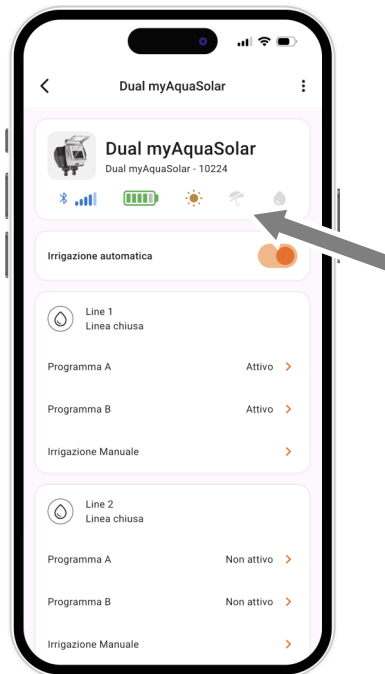 Dual myAquaSolar
Dual myAquaSolar
Dual myAquaSolar - 10224
Irrigazione automatica
Line 1
Linea chiusa
Programma A Attivo
Programma B Attivo
Irrigazione Manuale
Line 2
Linea chiusa
Programma A Non attivo
Programma B Non attivo
Irrigazione Manuale